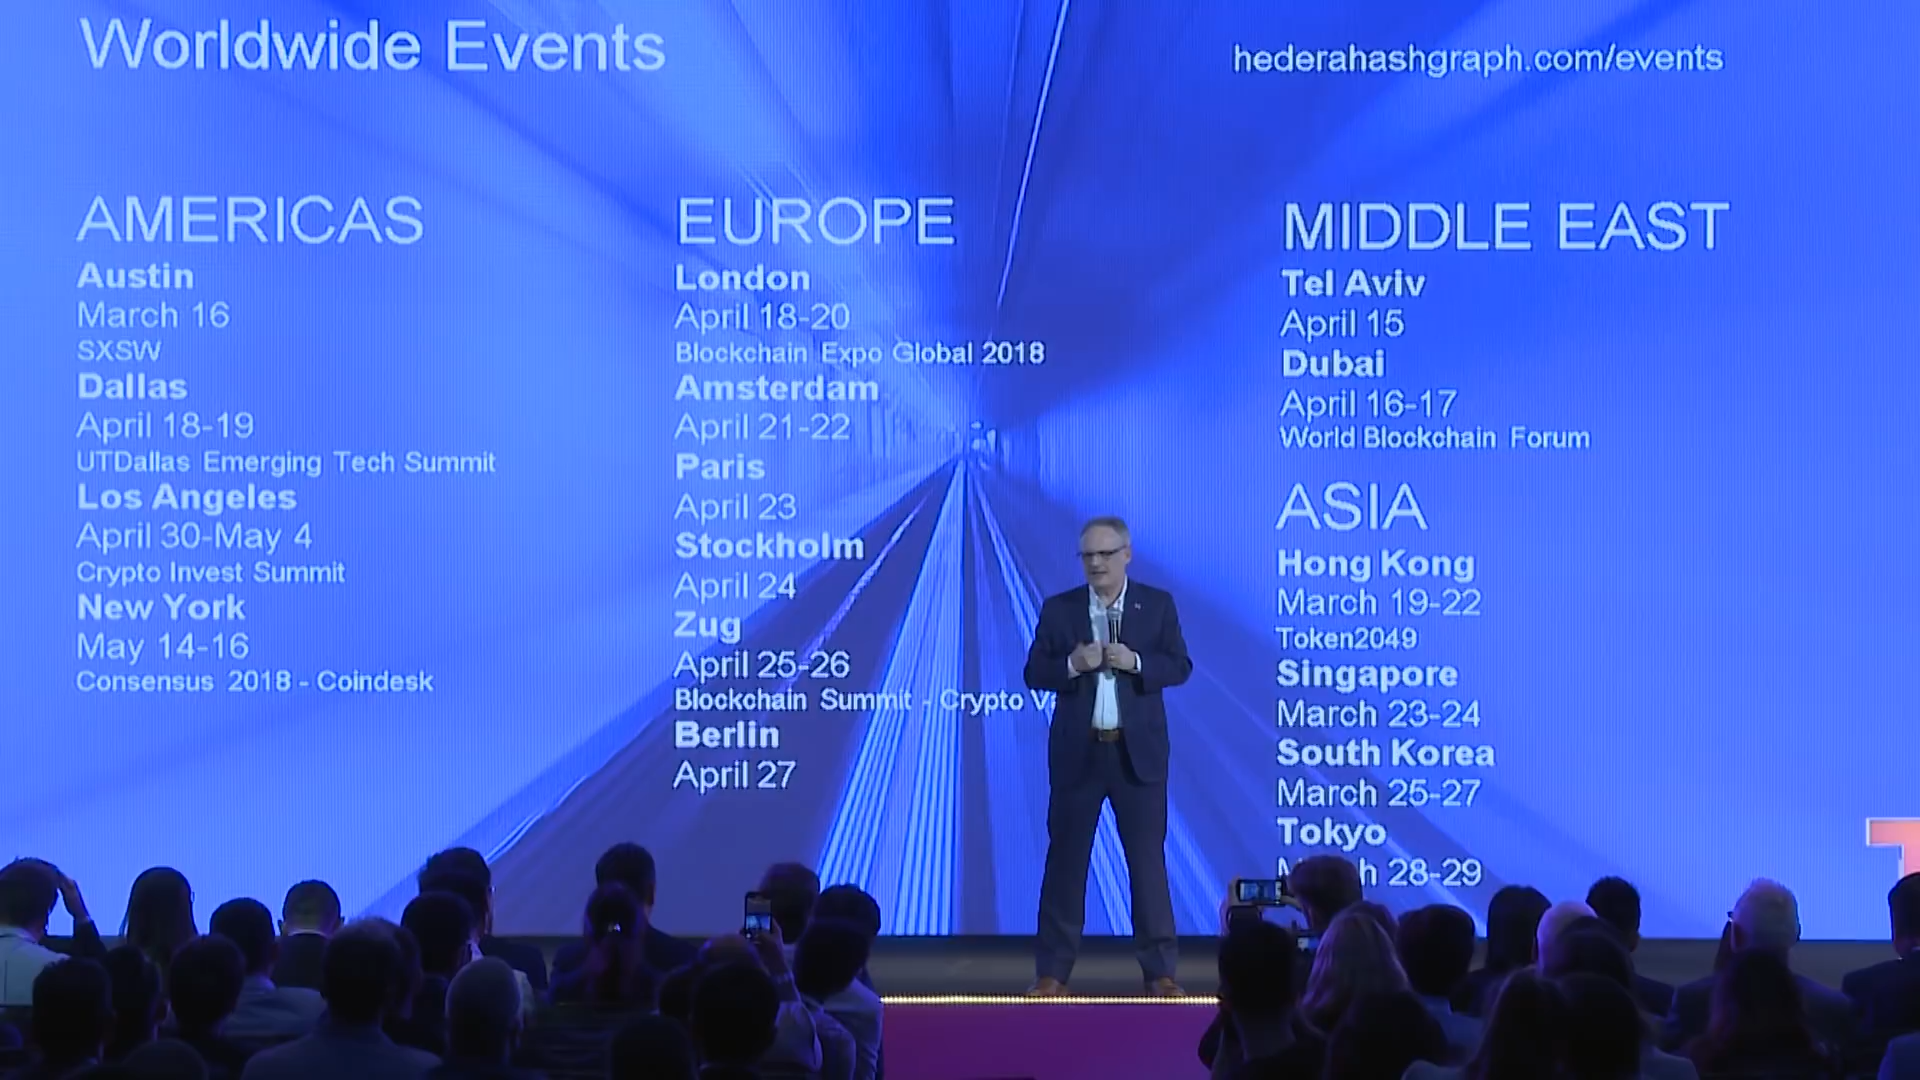 Worldwide Events
hederahashgraph.com/events
AMERICAS
Austin
March 16
SXSW
Dallas
April 18-19
UTDallas Emerging Tech Summit
Los Angeles
April 30-May 4
Crypto Invest Summit
New York
May 14-16
Consensus 2018 - Coindesk
EUROPE
London
April 18-20
Blockchain Expo Global 2018
Amsterdam
April 21-22
Paris
April 23
Stockholm
April 24
Zug
April 25-26
Blockchain Summit - Crypto
Berlin
April 27
MIDDLE EAST
Tel Aviv
April 15
Dubai
April 16-17
World Blockchain Forum
ASIA
Hong Kong
March 19-22
Token2049
Singapore
March 23-24
South Korea
March 25-27
Tokyo
March 28-29